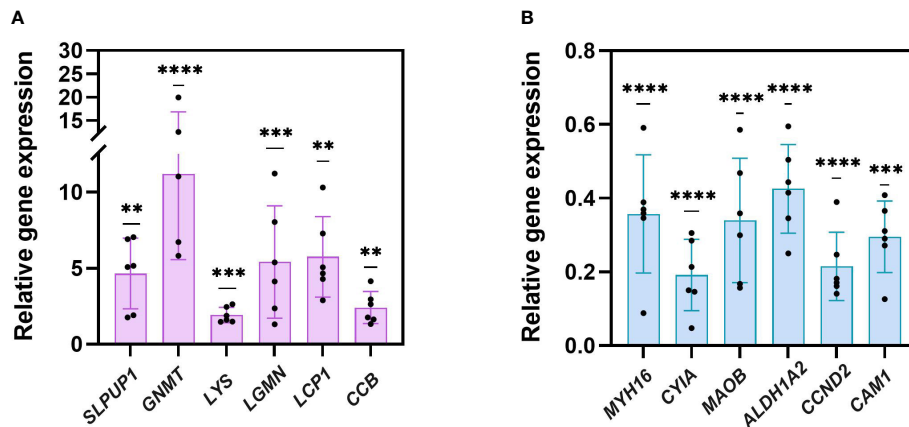 A
Relative gene expression
30
25
20
15
10
5
0
**
****
***
***
**
**
SLPUP1
GNMT
LYS
LGMN
LCP1
CCB
B
Relative gene expression
0.8
0.6
0.4
0.2
0.0
****
****
****
****
****
***
MYH16
CYIA
MAOB
ALDH1A2
CCND2
CAM1